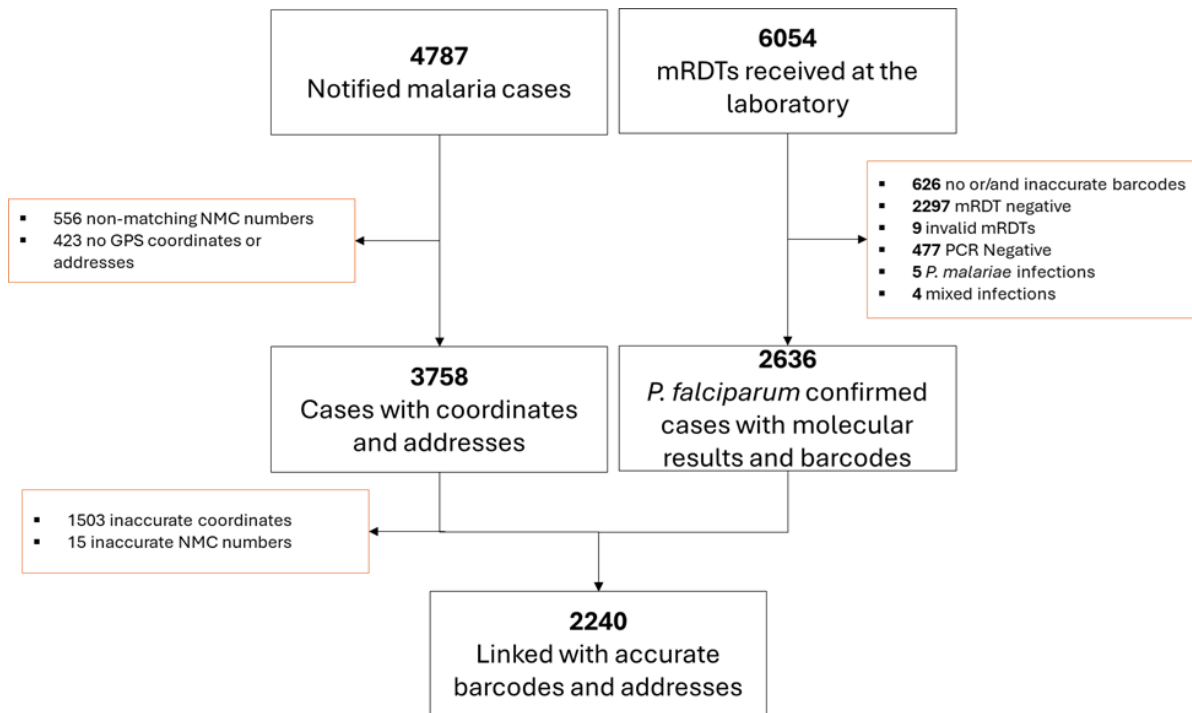 4787
Notified malaria cases
6054
mRDTs received at the
laboratory
▪ 556 non-matching NMC numbers
▪ 423 no GPS coordinates or
addresses
▪ 626 no or/and inaccurate barcodes
▪ 2297 mRDT negative
▪ 9 invalid mRDTs
▪ 477 PCR Negative
▪ 5 P. malariae infections
▪ 4 mixed infections
3758
Cases with coordinates
and addresses
2636
P. falciparum confirmed
cases with molecular
results and barcodes
▪ 1503 inaccurate coordinates
▪ 15 inaccurate NMC numbers
2240
Linked with accurate
barcodes and addresses